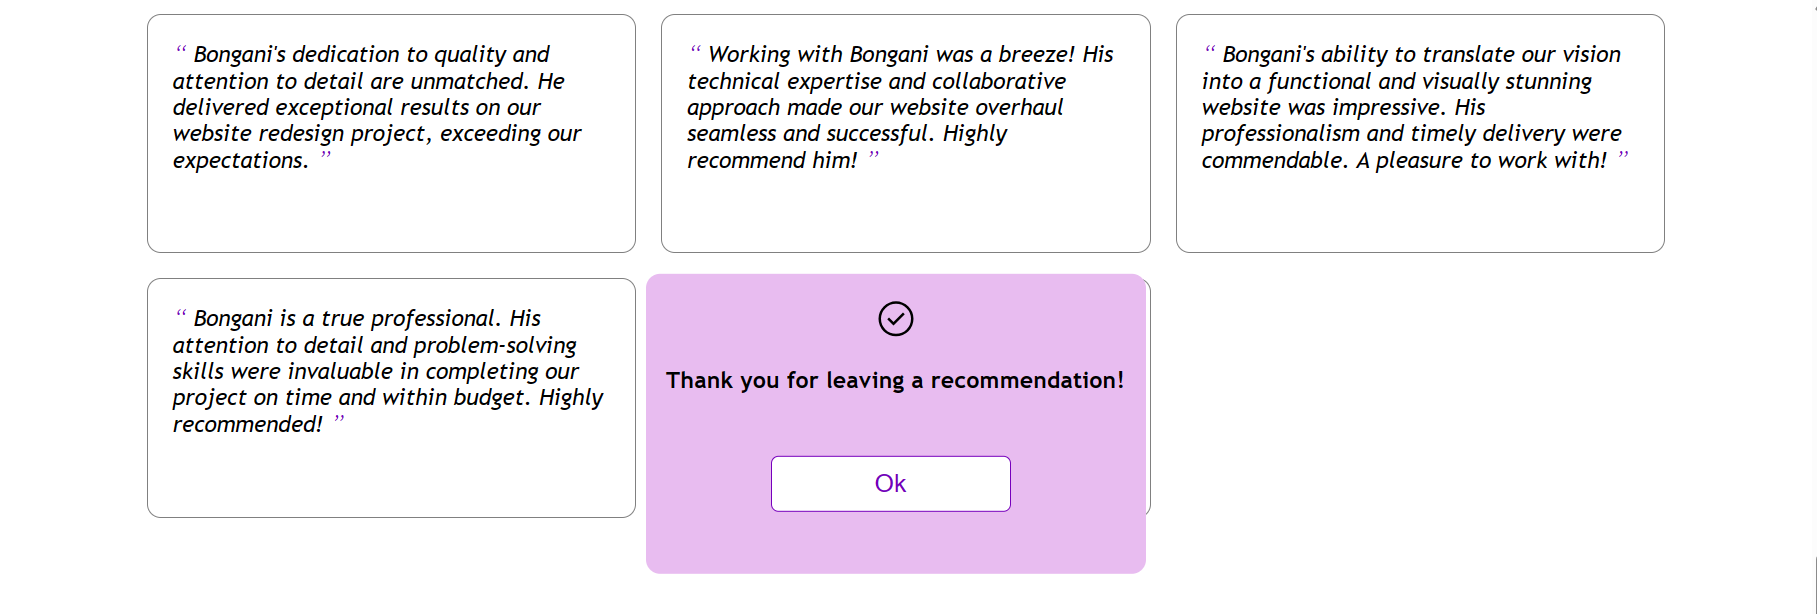 “ Bongani's dedication to quality and
attention to detail are unmatched. He
delivered exceptional results on our
website redesign project, exceeding our
expectations. ”
“ Working with Bongani was a breeze! His
technical expertise and collaborative
approach made our website overhaul
seamless and successful. Highly
recommend him! ”
“ Bongani's ability to translate our vision
into a functional and visually stunning
website was impressive. His
professionalism and timely delivery were
commendable. A pleasure to work with! ”
“ Bongani is a true professional. His
attention to detail and problem-solving
skills were invaluable in completing our
project on time and within budget. Highly
recommended! ”
Thank you for leaving a recommendation!
Ok